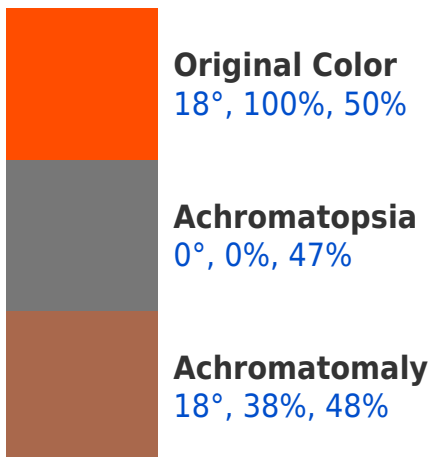 Original Color
18°, 100%, 50%
Achromatopsia
0°, 0%, 47%
Achromatomaly
18°, 38%, 48%